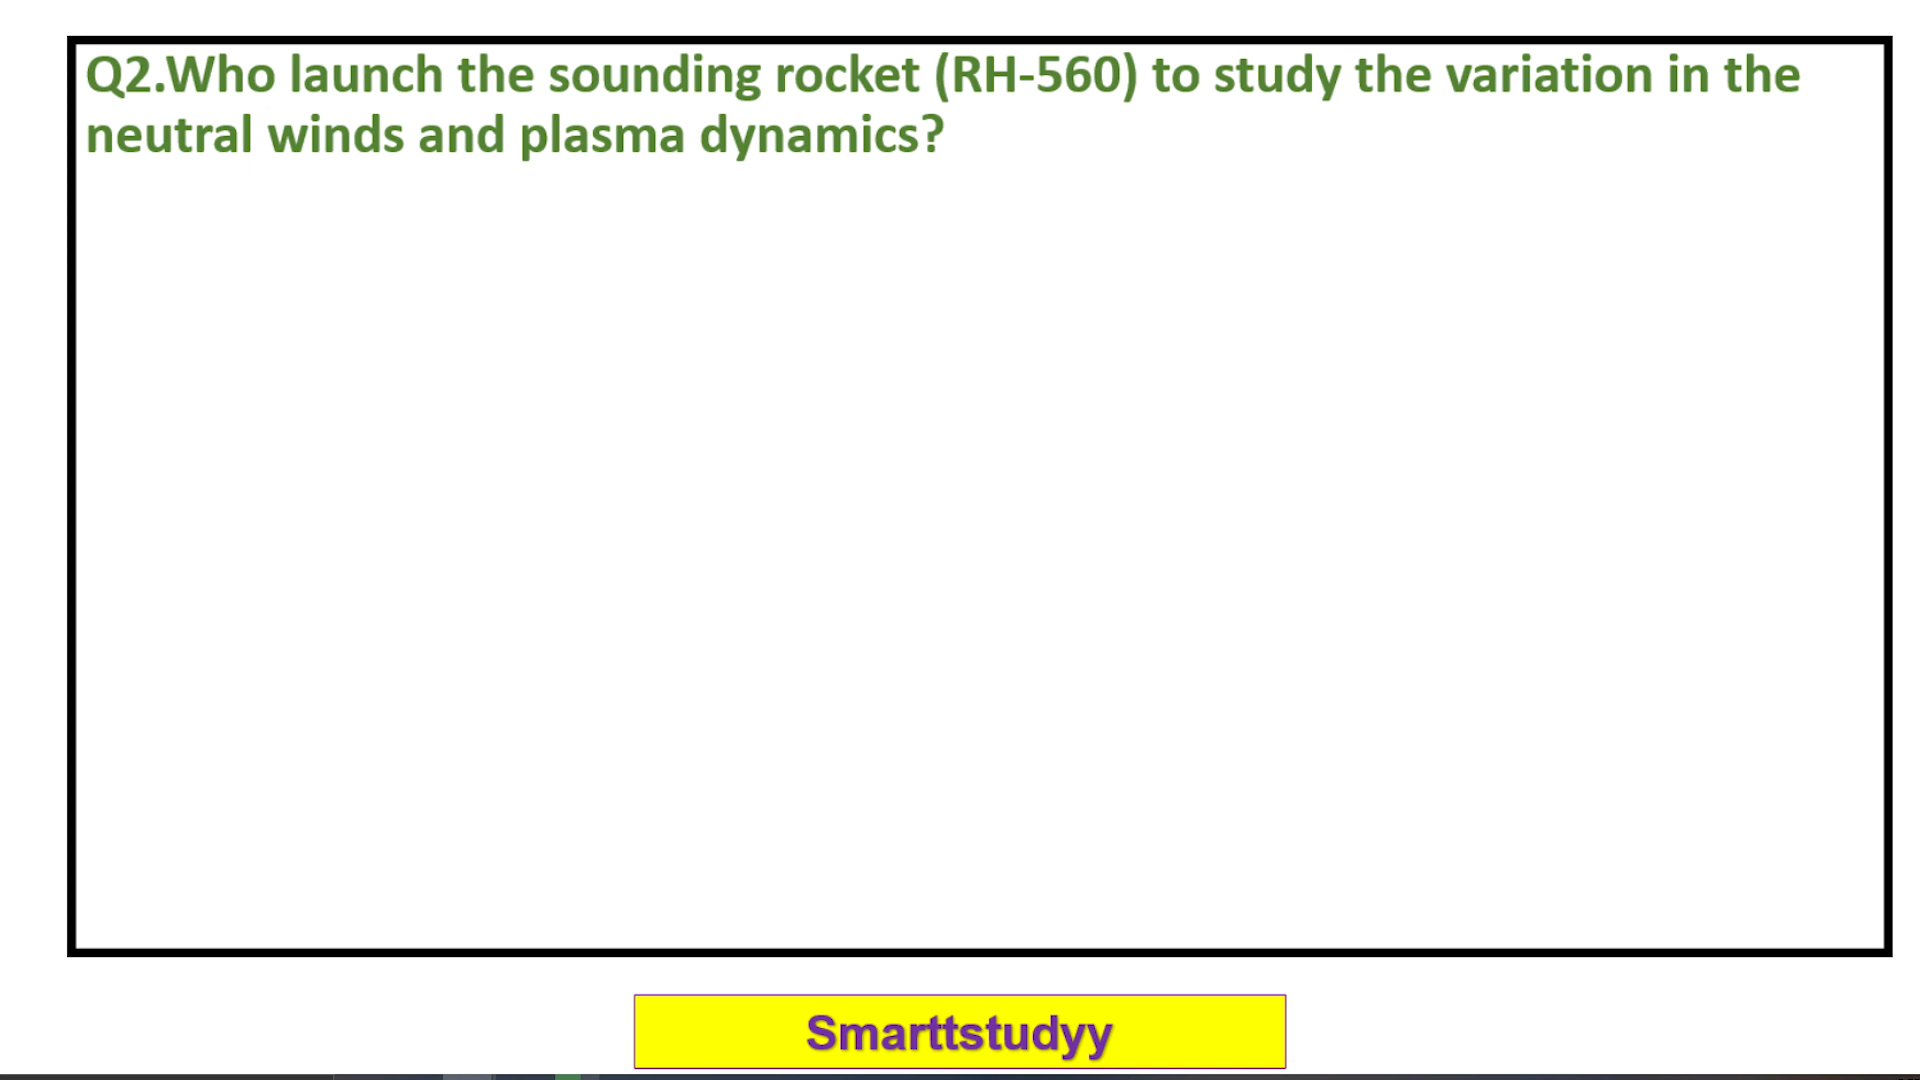 Q2.Who launch the sounding rocket (RH-560) to study the variation in the
neutral winds and plasma dynamics?
Smarttstudyy